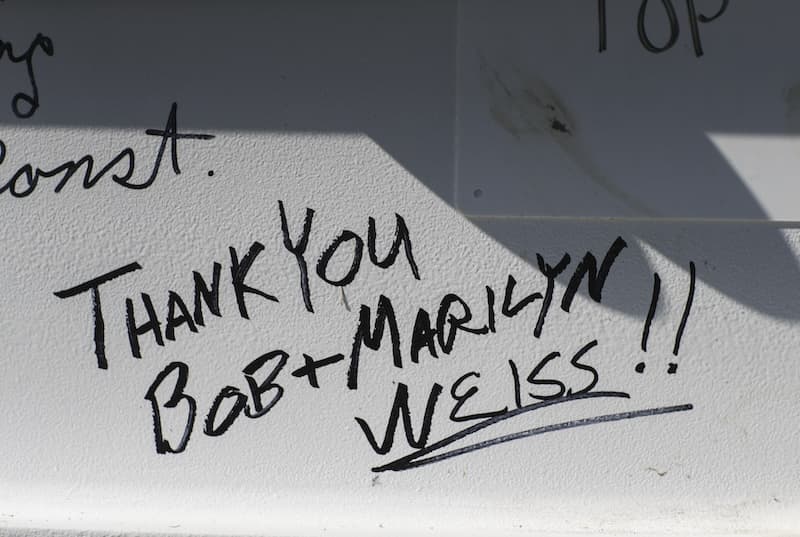 Top
Const.
THANK YOU
BOB + MARILYN
WEISS!!